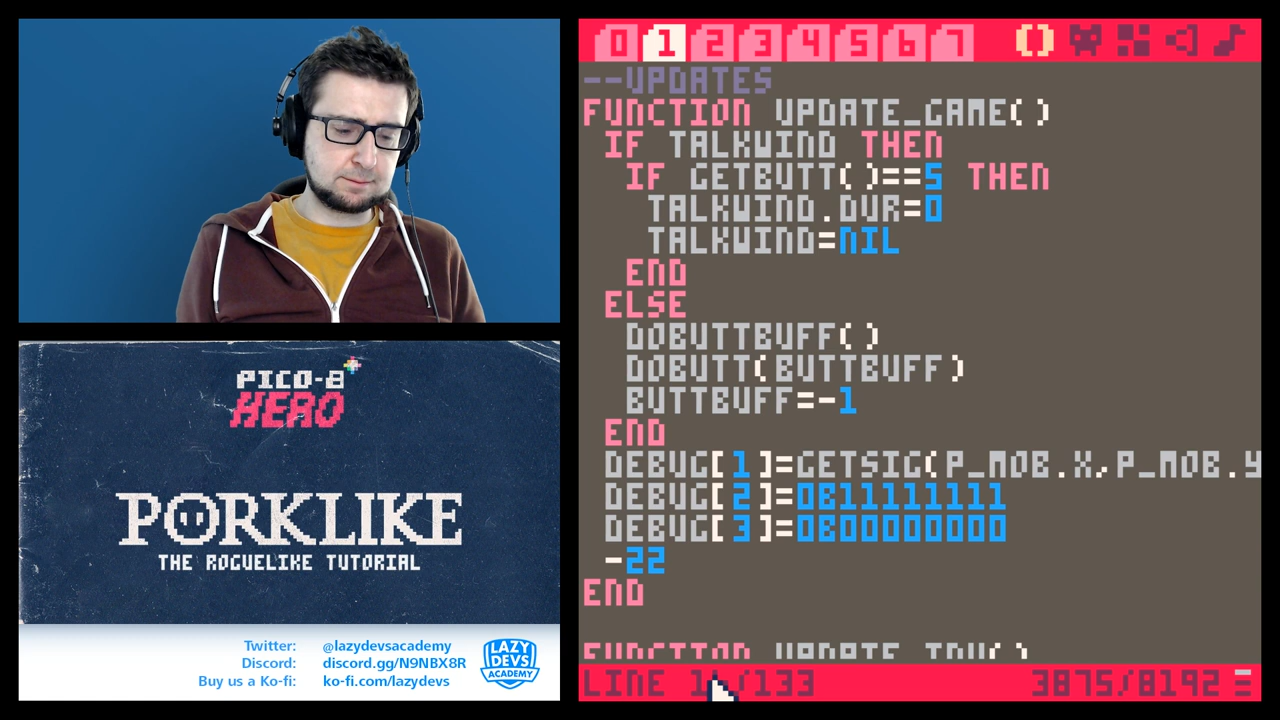 PICO-8
HERO
PORKLIKE
THE ROGUELIKE TUTORIAL
Twitter: @lazydevsacademy
Discord: discord.gg/N9NBX8R
Buy us a Ko-fi: ko-fi.com/lazydevs
LAZY
DEVS
ACADEMY
0 1 2 3 4 5 6 7 ()
--UPDATES
FUNCTION UPDATE_GAME()
IF TALKWIND THEN
IF GETBUTT()==5 THEN
TALKWIND.DUR=0
TALKWIND=NIL
END
ELSE
DOBUTTBUFF()
DOBUTT(BUTTBUFF)
BUTTBUFF=-1
END
DEBUG[1]=GETSIG(P_MOB.X,P_MOB.Y
DEBUG[2]=0B11111111
DEBUG[3]=0B00000000
-22
END
FUNCTION UPDATE_INV()
LINE /133
3875/8192